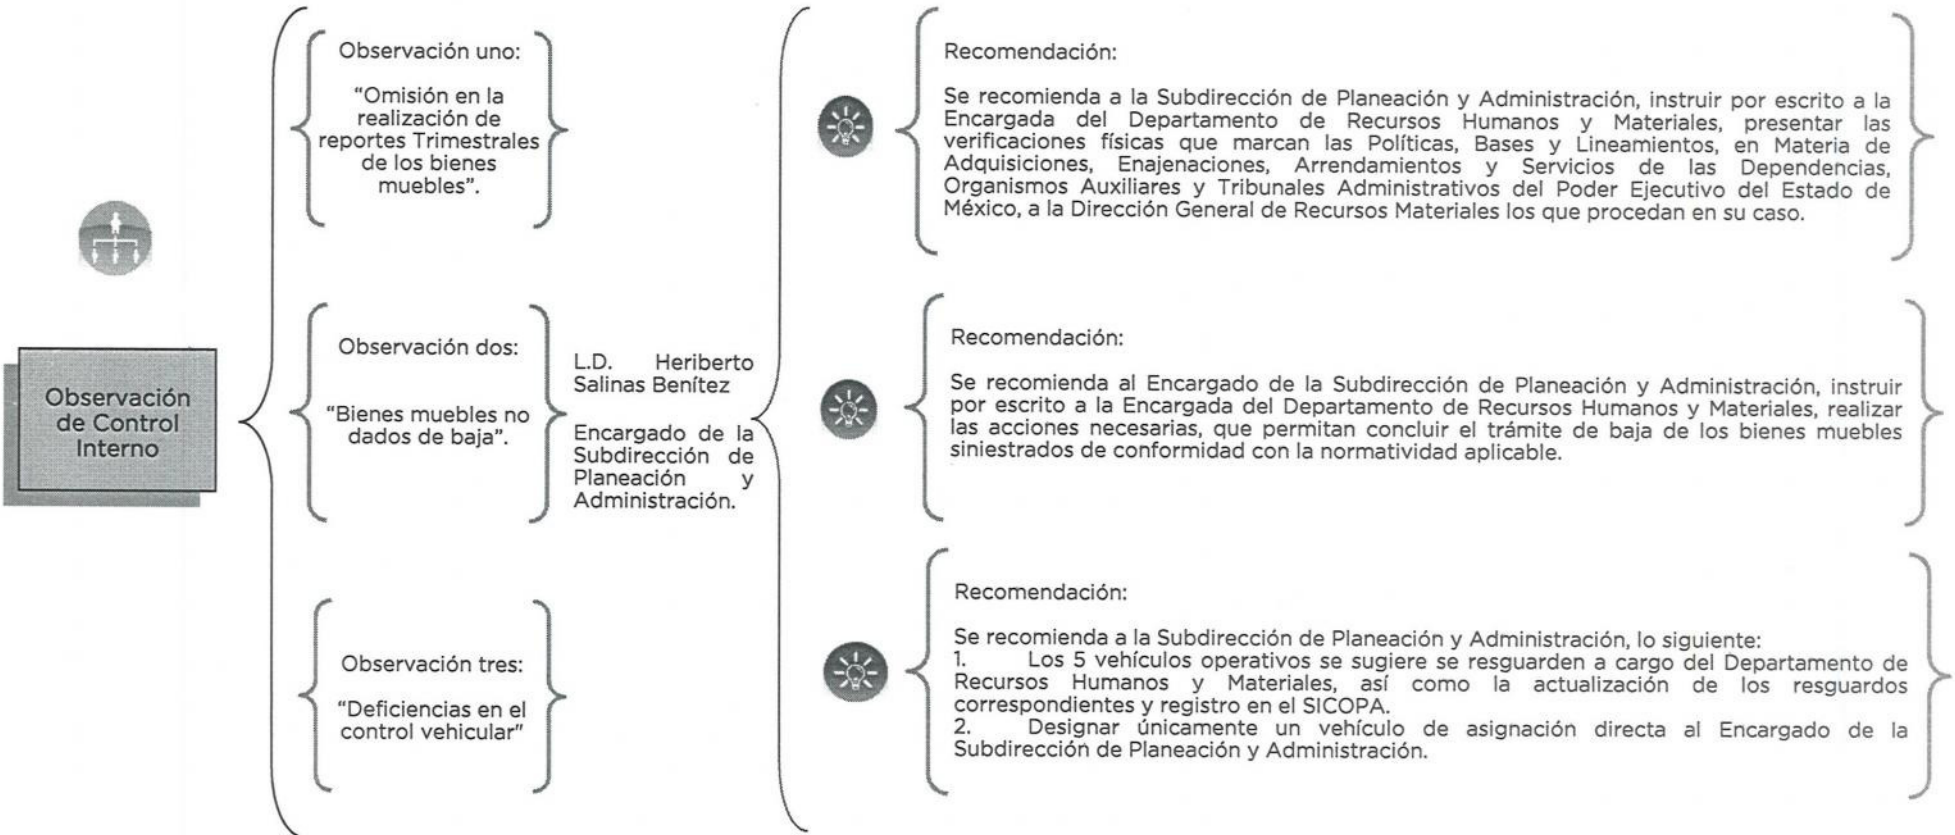 Observación
de Control
Interno
Observación uno:
“Omisión en la
realización de
reportes Trimestrales
de los bienes
muebles”.
Observación dos:
“Bienes muebles no
dados de baja”.
Observación tres:
“Deficiencias en el
control vehicular”
L.D. Heriberto
Salinas Benítez
Encargado de la
Subdirección de
Planeación y
Administración.
Recomendación:
Se recomienda a la Subdirección de Planeación y Administración, instruir por escrito a la
Encargada del Departamento de Recursos Humanos y Materiales, presentar las
verificaciones físicas que marcan las Políticas, Bases y Lineamientos, en Materia de
Adquisiciones, Enajenaciones, Arrendamientos y Servicios de las Dependencias,
Organismos Auxiliares y Tribunales Administrativos del Poder Ejecutivo del Estado de
México, a la Dirección General de Recursos Materiales los que procedan en su caso.
Recomendación:
Se recomienda al Encargado de la Subdirección de Planeación y Administración, instruir
por escrito a la Encargada del Departamento de Recursos Humanos y Materiales, realizar
las acciones necesarias, que permitan concluir el trámite de baja de los bienes muebles
siniestrados de conformidad con la normatividad aplicable.
Recomendación:
Se recomienda a la Subdirección de Planeación y Administración, lo siguiente:
1. Los 5 vehículos operativos se sugiere se resguarden a cargo del Departamento de
Recursos Humanos y Materiales, así como la actualización de los resguardos
correspondientes y registro en el SICOPA.
2. Designar únicamente un vehículo de asignación directa al Encargado de la
Subdirección de Planeación y Administración.